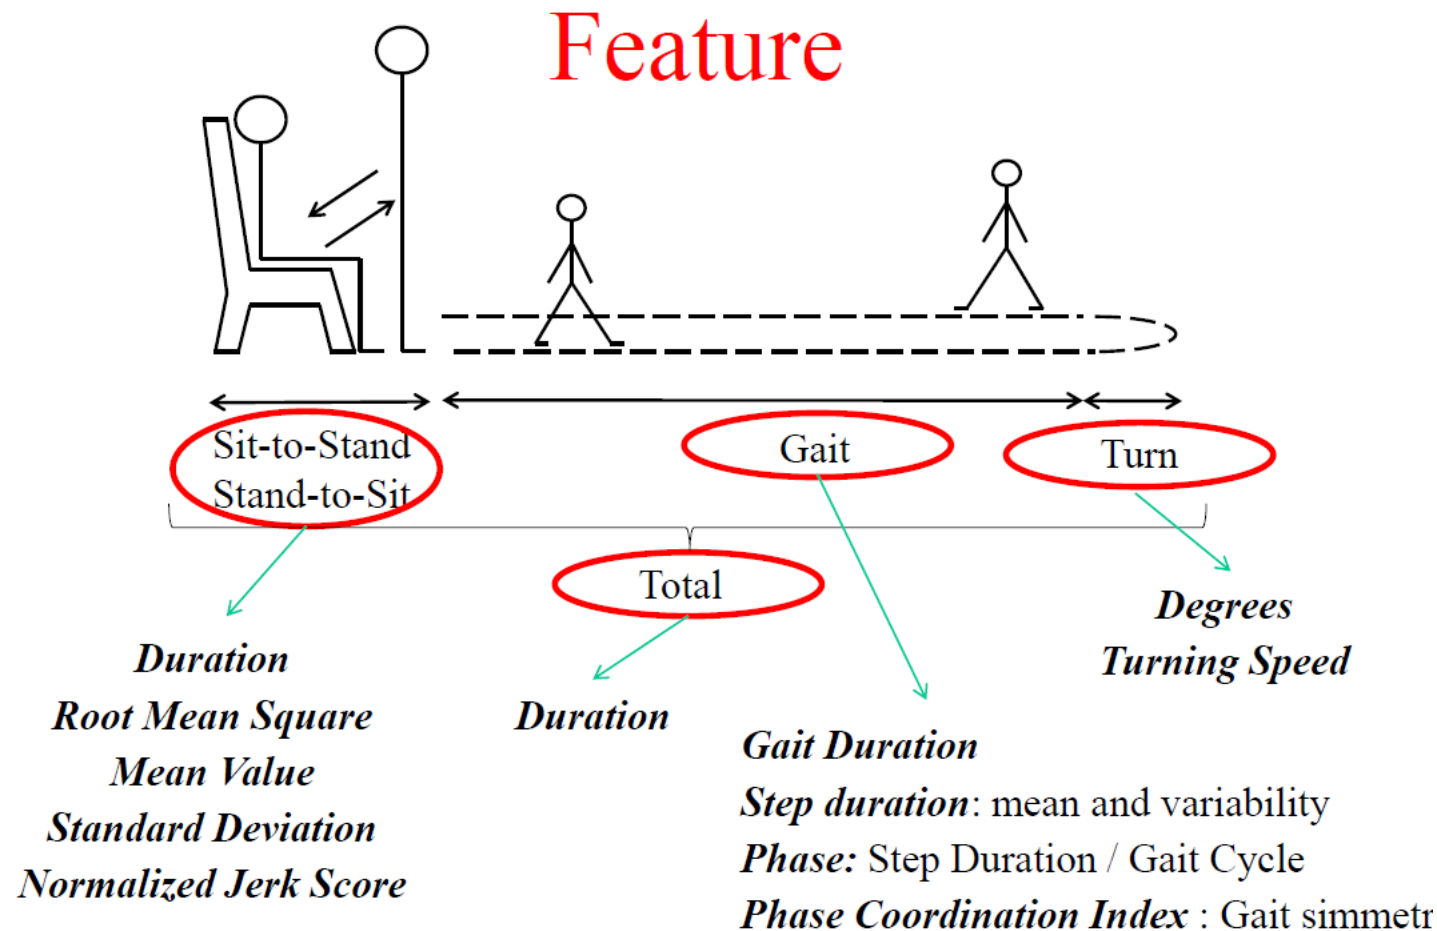 Feature
Sit-to-Stand
Stand-to-Sit
Gait
Turn
Total
Duration
Root Mean Square
Mean Value
Standard Deviation
Normalized Jerk Score
Duration
Gait Duration
Step duration: mean and variability
Phase: Step Duration / Gait Cycle
Phase Coordination Index : Gait simmetr
Degrees
Turning Speed